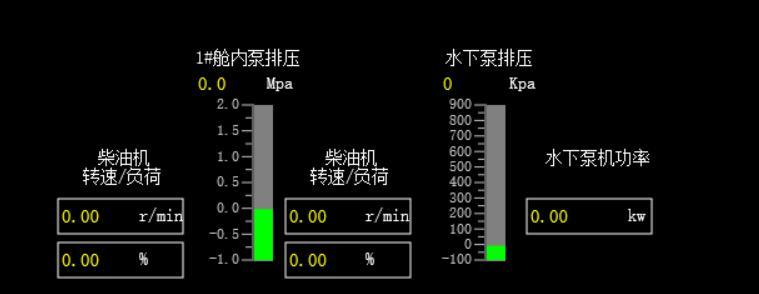 1#舱内泵排压
水下泵排压
0.0 Mpa
0 Kpa
2.0
1.5
1.0
0.5
0.0
-0.5
-1.0
900
800
700
600
500
400
300
200
100
0
-100
柴油机
转速/负荷
0.00 r/min
0.00 %
柴油机
转速/负荷
0.00 r/min
0.00 %
水下泵机功率
0.00 kw